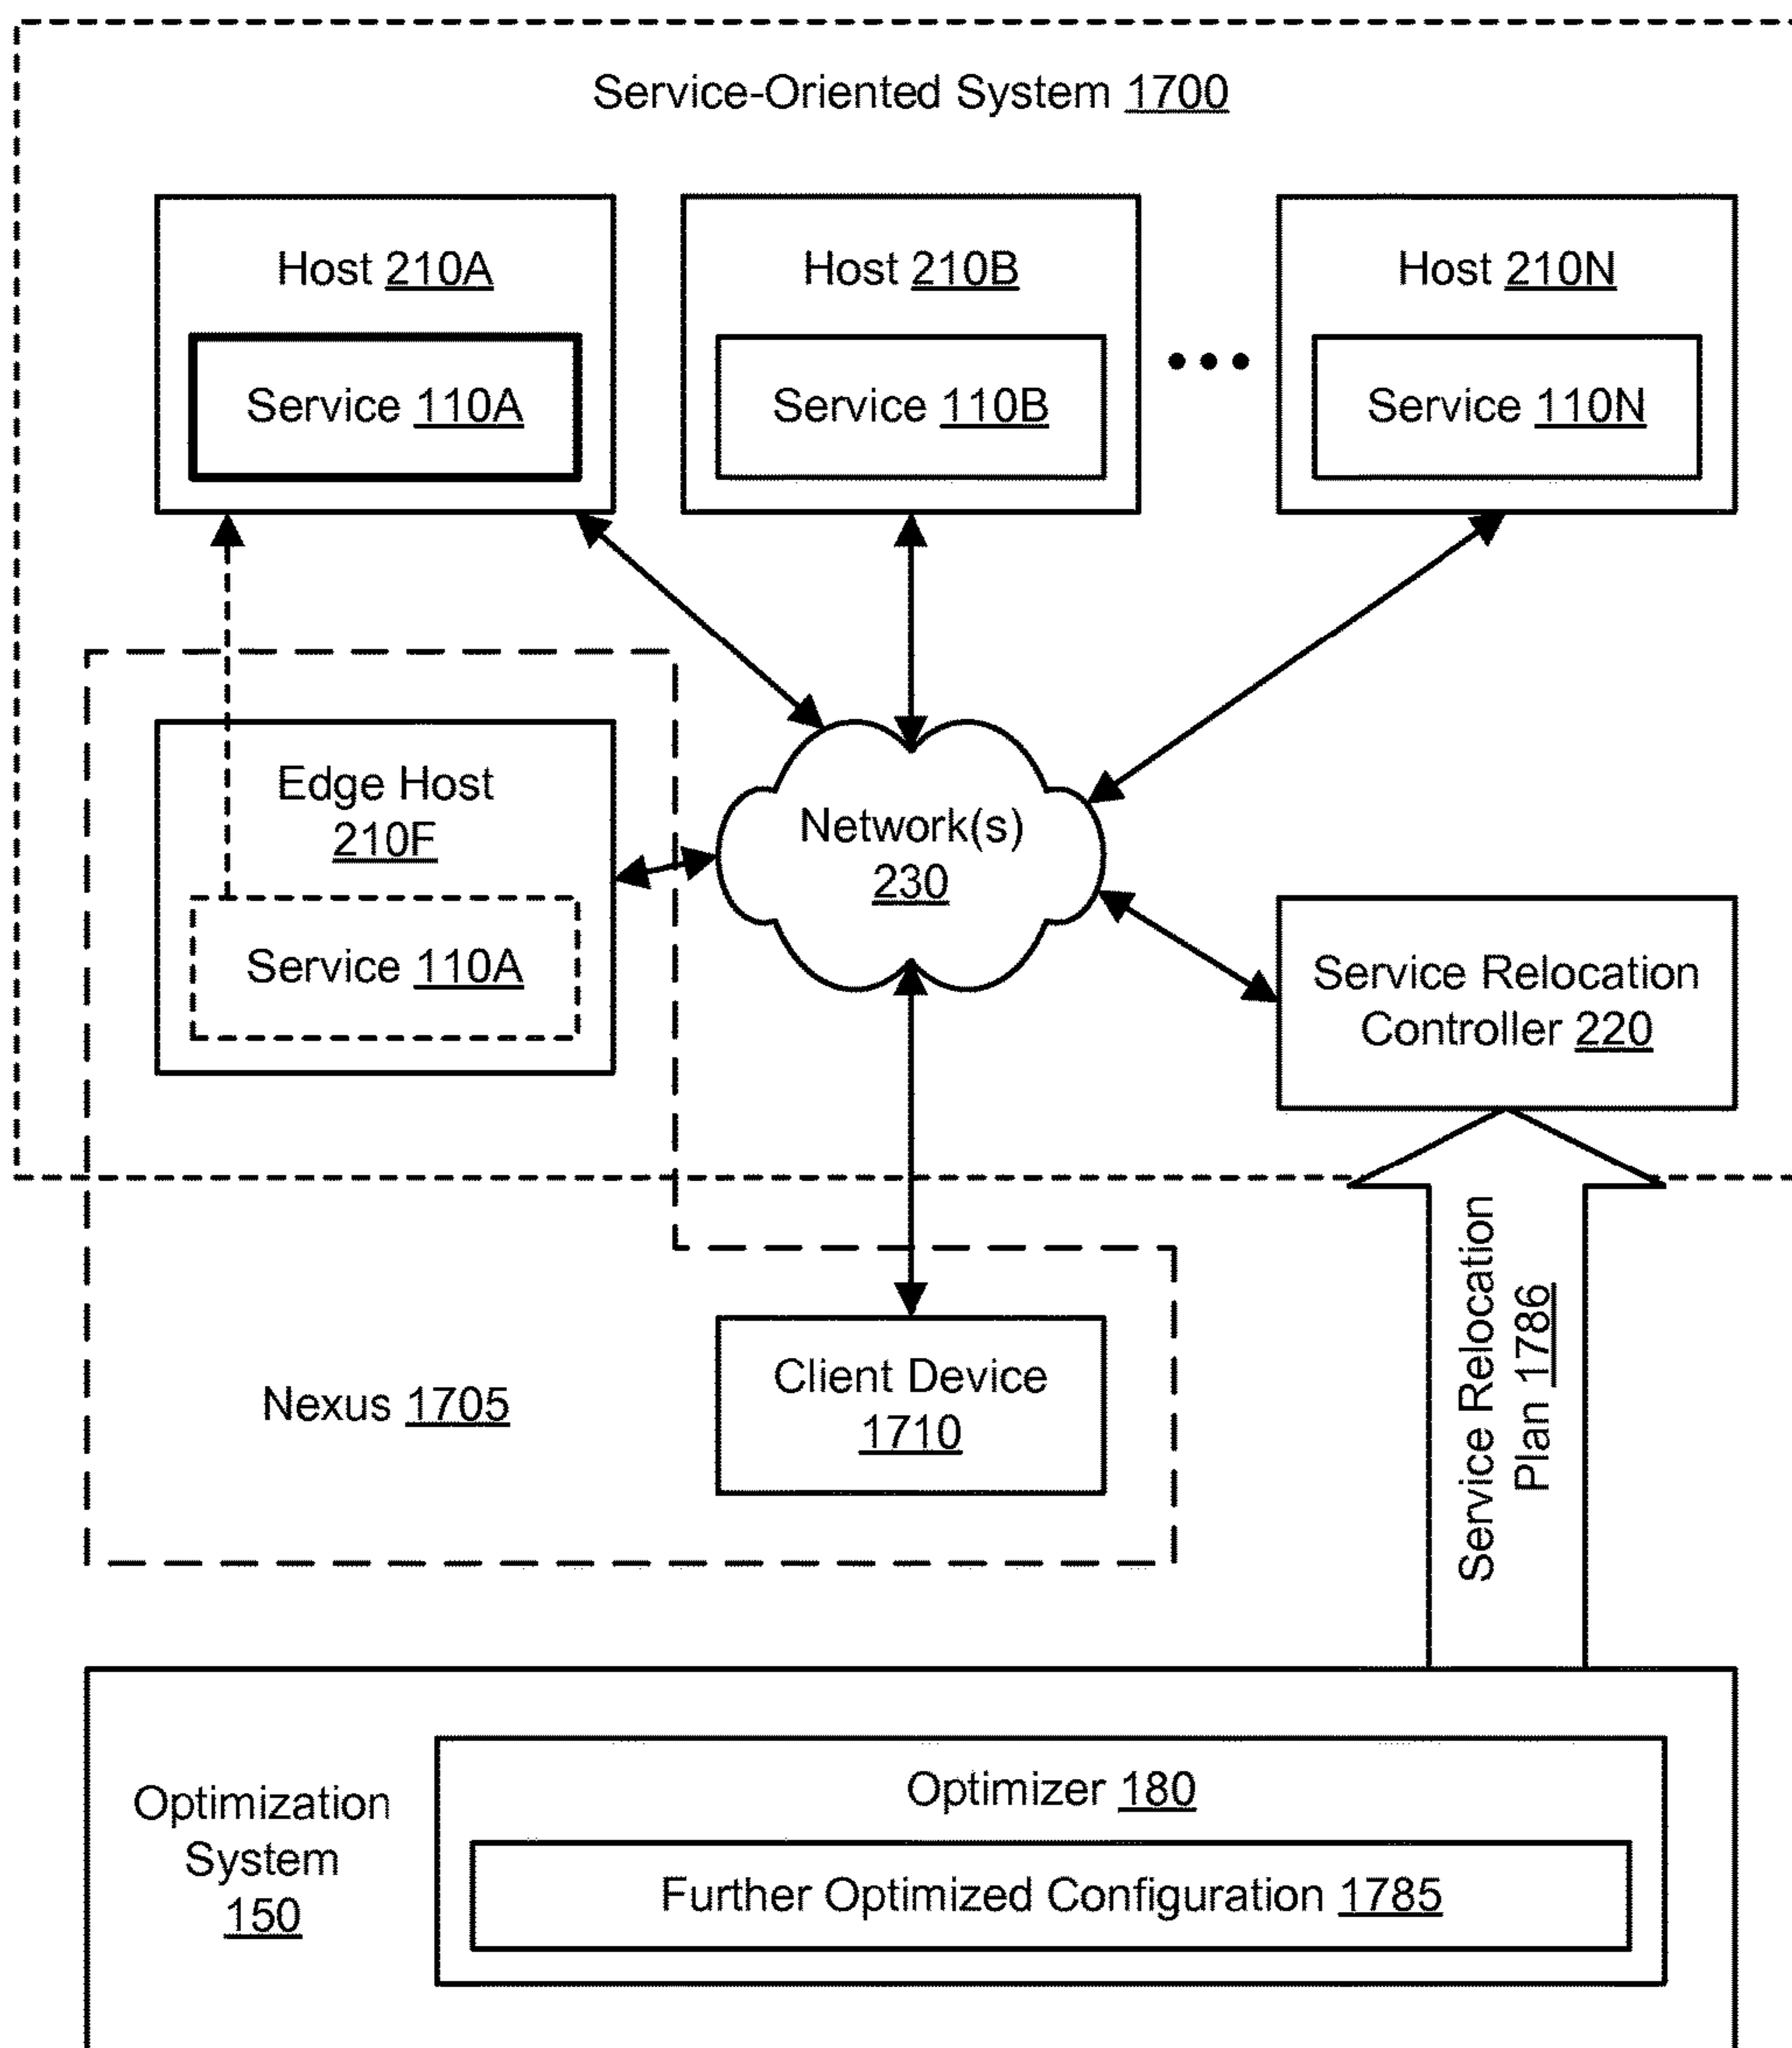 Service-Oriented System 1700
Host 210A
Service 110A
Host 210B
Service 110B
Host 210N
Service 110N
Edge Host
210F
Service 110A
Network(s)
230
Service Relocation
Controller 220
Nexus 1705
Client Device
1710
Service Relocation
Plan 1786
Optimization
System
150
Optimizer 180
Further Optimized Configuration 1785